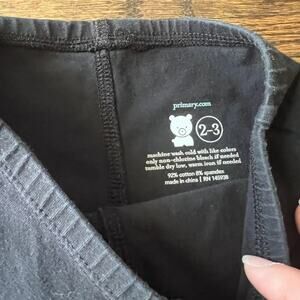 primary.com
2-3
machine wash cold with like colors
only non-chlorine bleach if needed
tumble dry low, warm iron if needed
92% cotton 8% spandex
made in china | RN 145938